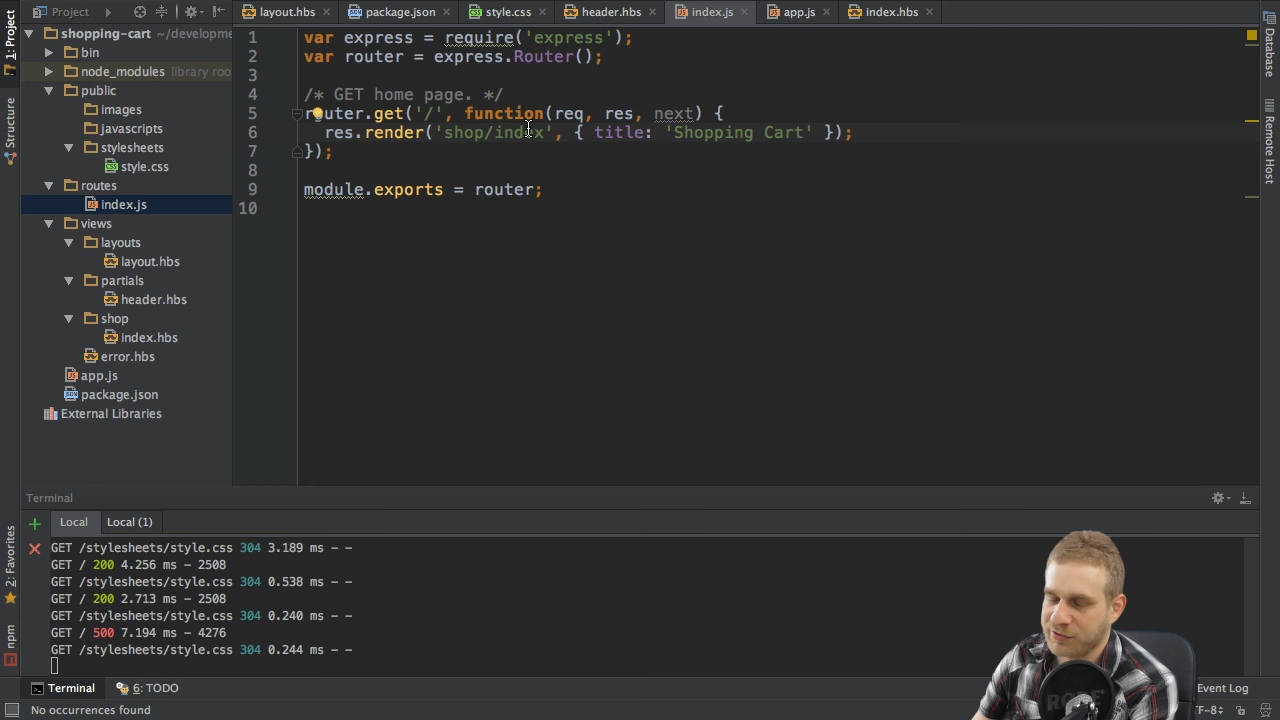 1: Project
Structure
2: Favorites
npm
Project
layout.hbs
package.json
style.css
header.hbs
index.js
app.js
index.hbs
shopping-cart ~/developme
bin
node_modules library roo
public
images
javascripts
stylesheets
style.css
routes
index.js
views
layouts
layout.hbs
partials
header.hbs
shop
index.hbs
error.hbs
app.js
package.json
External Libraries
1 var express = require('express');
2 var router = express.Router();
3
4 /* GET home page. */
5 router.get('/', function(req, res, next) {
6 res.render('shop/index', { title: 'Shopping Cart' });
7 });
8
9 module.exports = router;
10
Database
Remote Host
Terminal
Local Local (1)
GET /stylesheets/style.css 304 3.189 ms - -
GET / 200 4.256 ms - 2508
GET /stylesheets/style.css 304 0.538 ms - -
GET / 200 2.713 ms - 2508
GET /stylesheets/style.css 304 0.240 ms - -
GET / 500 7.194 ms - 4276
GET /stylesheets/style.css 304 0.244 ms - -
Terminal 6: TODO Event Log
No occurrences found TF-8